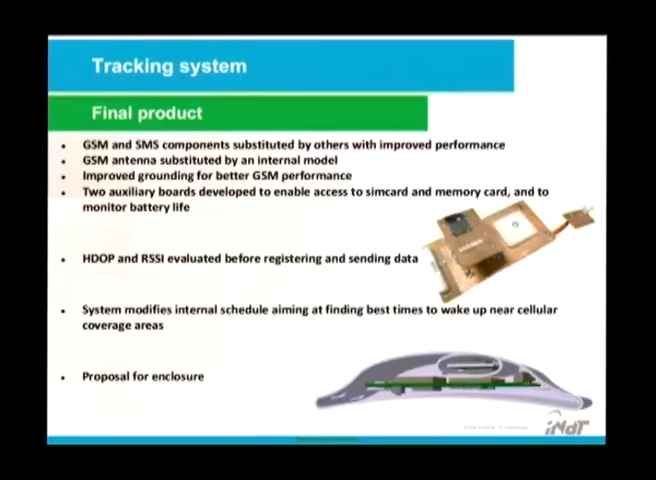 Tracking system
Final product
• GSM and SMS components substituted by others with improved performance
• GSM antenna substituted by an internal model
• Improved grounding for better GSM performance
• Two auxiliary boards developed to enable access to simcard and memory card, and to
monitor battery life
• HDOP and RSSI evaluated before registering and sending data
• System modifies internal schedule aiming at finding best times to wake up near cellular
coverage areas
• Proposal for enclosure
iNdT